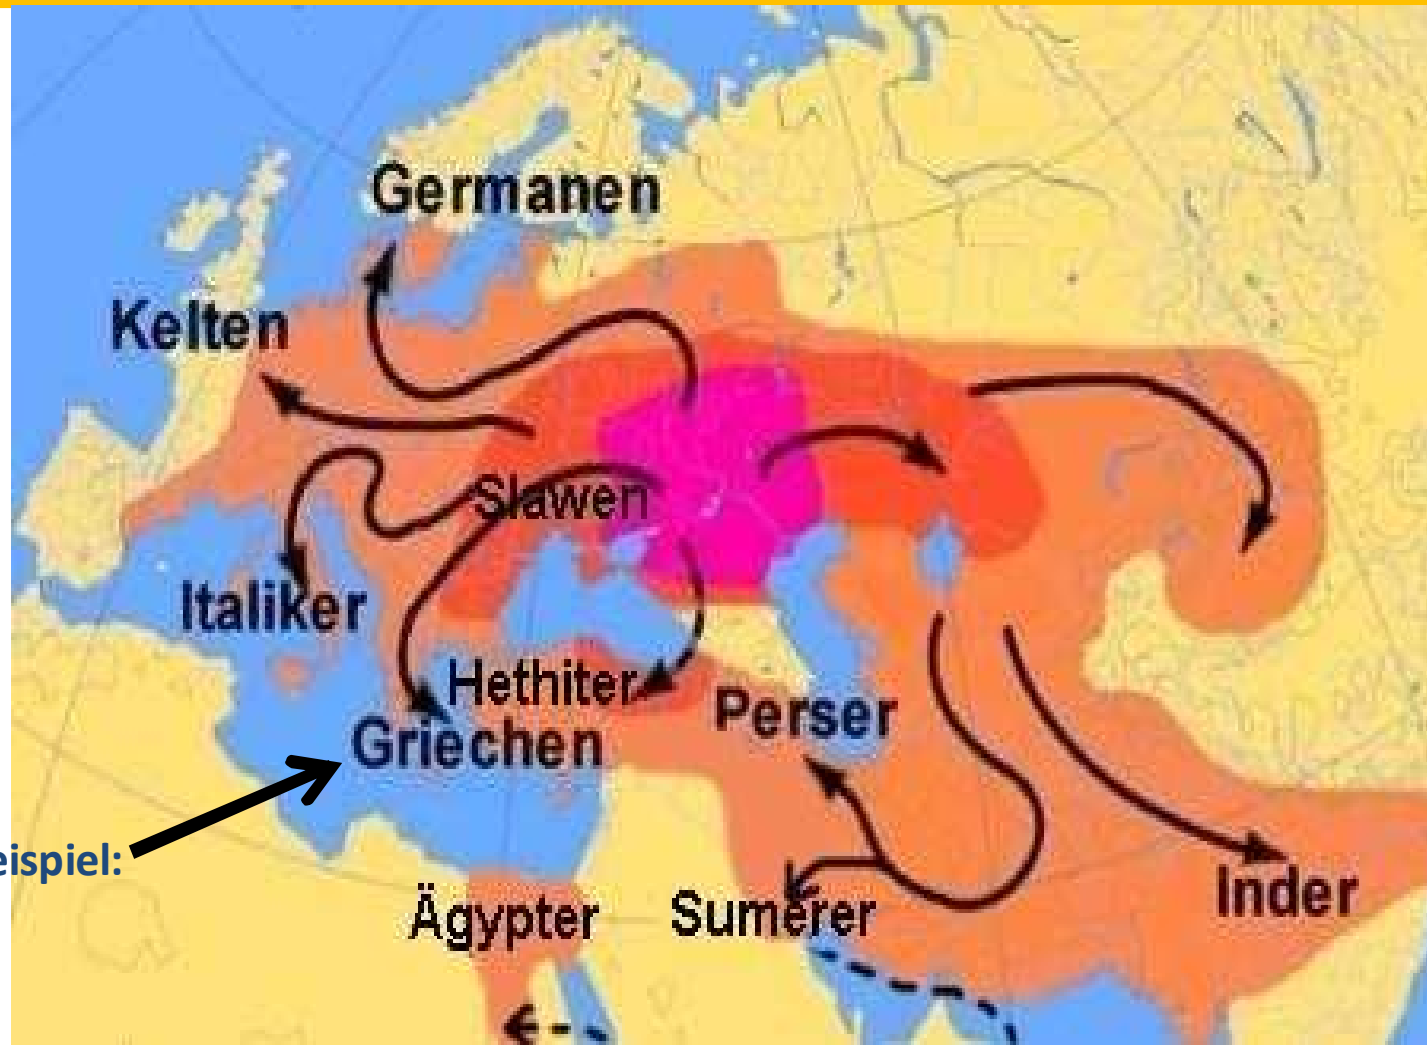 Germanen
Kelten
Slawen
Italiker
Hethiter
Perser
Griechen
eispiel:
Inder
Ägypter
Sumerer